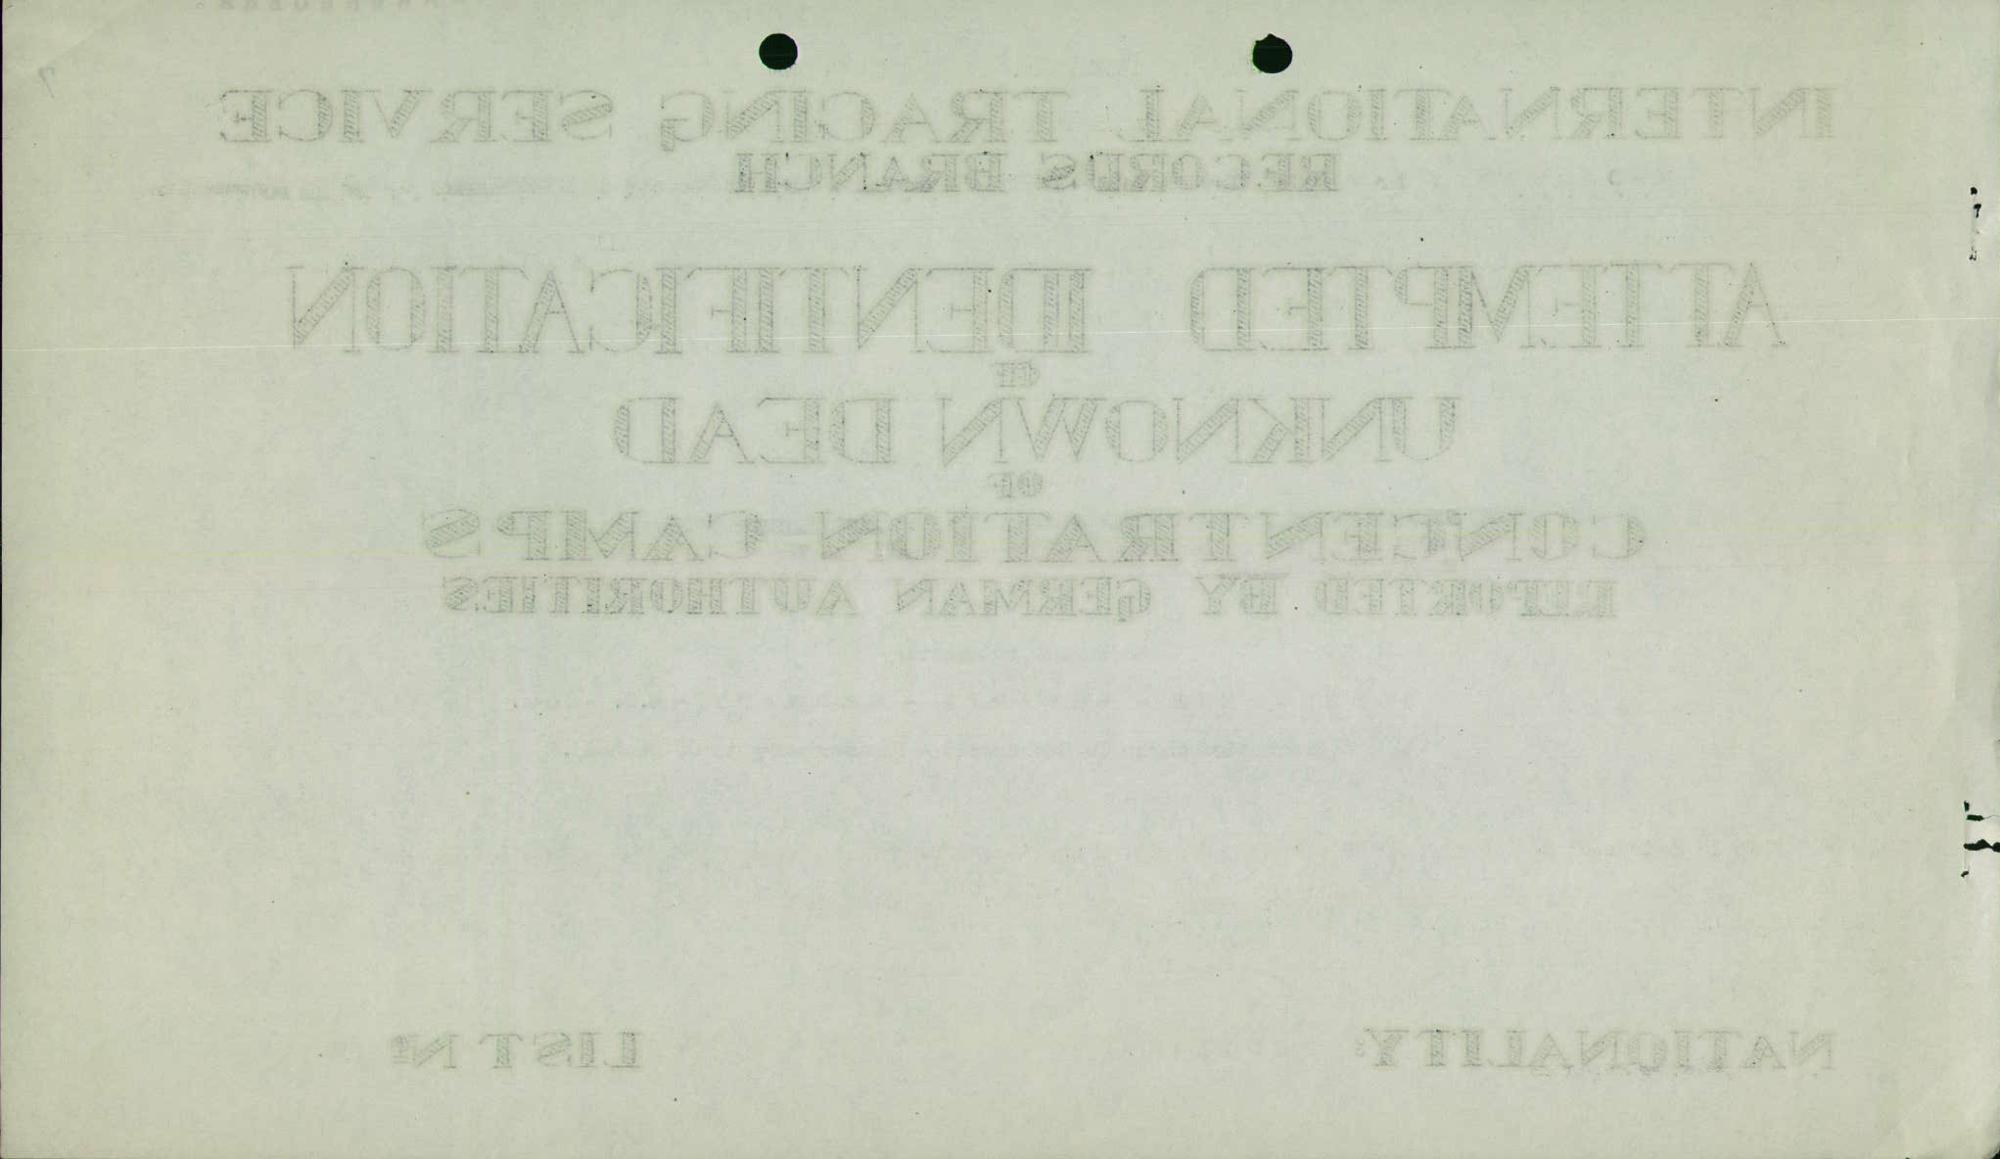 INTERNATIONAL TRACING SERVICE
RECORDS BRANCH
ATTEMPTED IDENTIFICATION
OF
UNKNOWN DEAD
OF
CONCENTRATION CAMPS
REPORTED BY GERMAN AUTHORITIES
NATIONALITY: LIST Nº